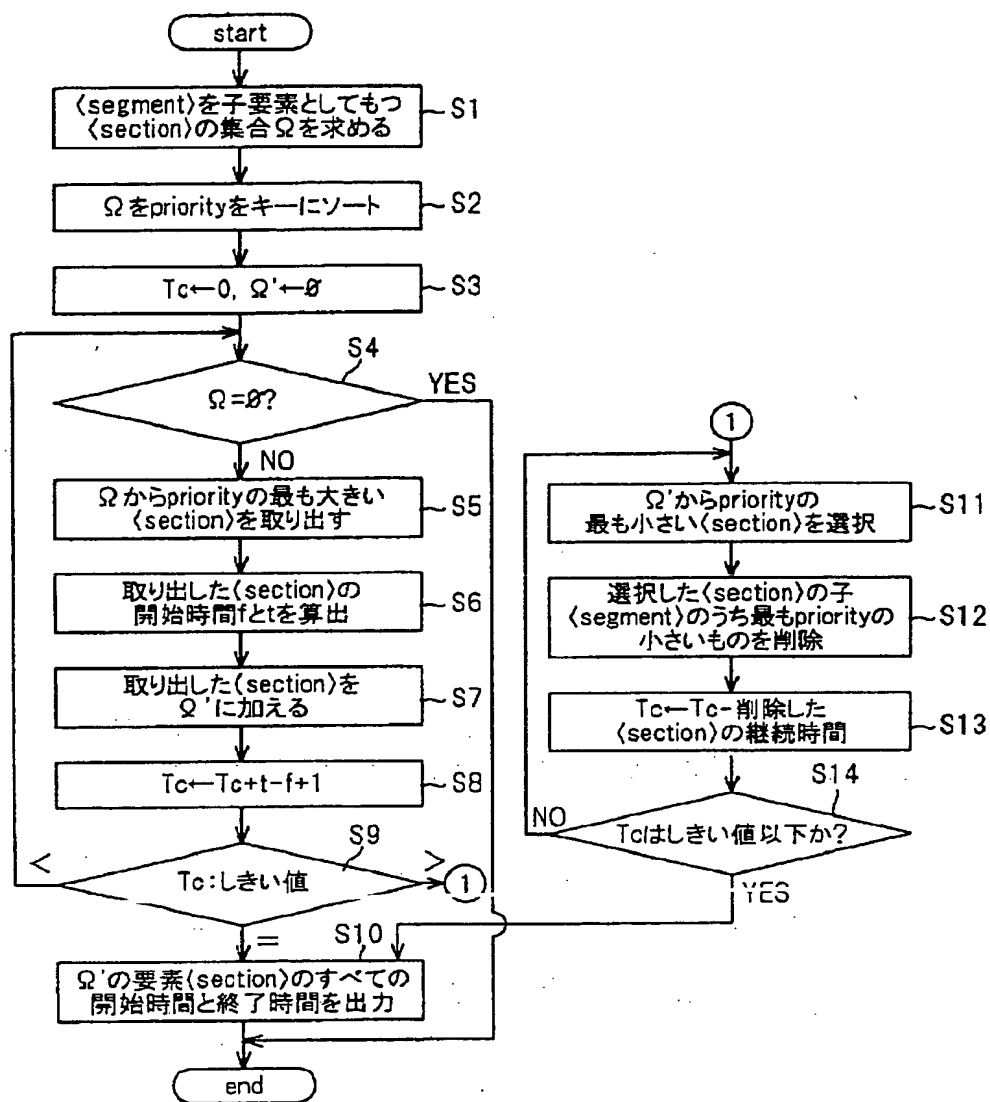 start
〈segment〉を子要素としてもつ
〈section〉の集合Ωを求める
S1
Ωをpriorityをキーにソート
S2
Tc←0, Ω'←Ø
S3
S4
Ω=Ø?
YES
NO
Ωからpriorityの最も大きい
〈section〉を取り出す
S5
取り出した〈section〉の
開始時間fとtを算出
S6
取り出した〈section〉を
Ω'に加える
S7
Tc←Tc+t-f+1
S8
S9
<
Tc:しきい値
>
1
=
S10
Ω'の要素〈section〉のすべての
開始時間と終了時間を出力
end
1
Ω'からpriorityの
最も小さい〈section〉を選択
S11
選択した〈section〉の子
〈segment〉のうち最もpriorityの
小さいものを削除
S12
Tc←Tc-削除した
〈section〉の継続時間
S13
S14
NO
Tcはしきい値以下か?
YES